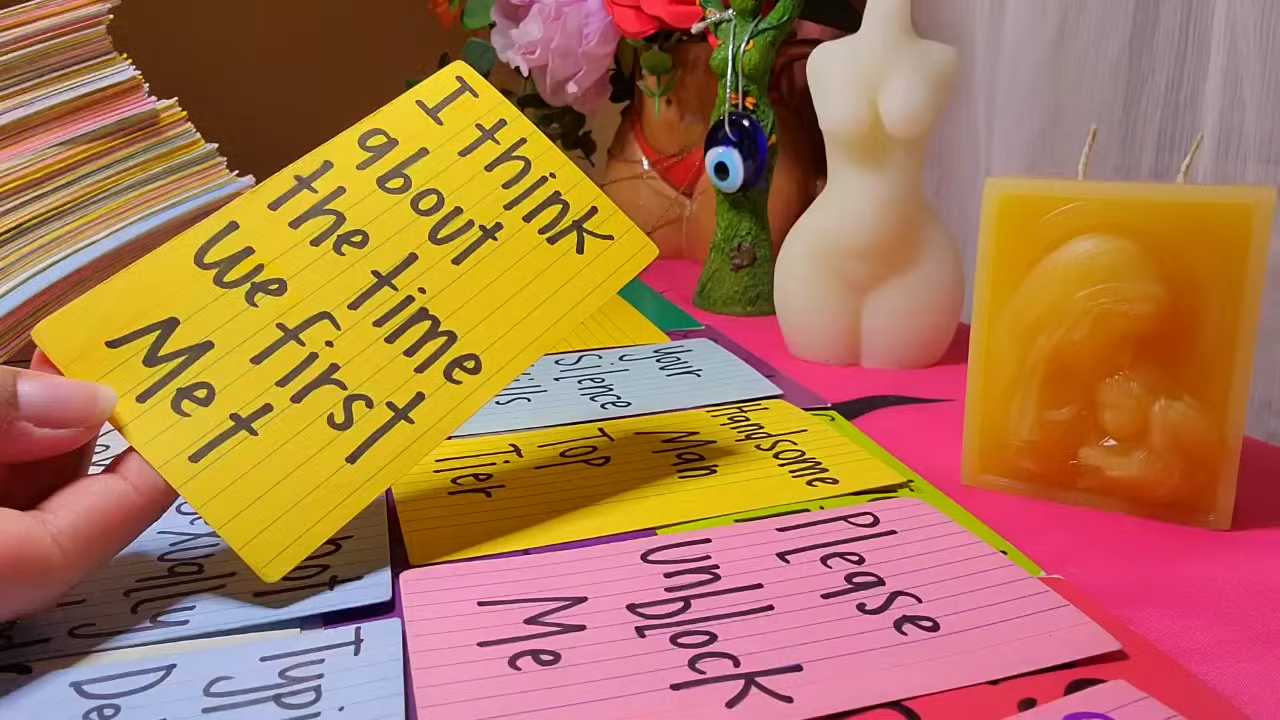 I think
about
the time
we first
Met
Your
Silence
Handsome
Man
Top
Tier
Please
Unblock
Me